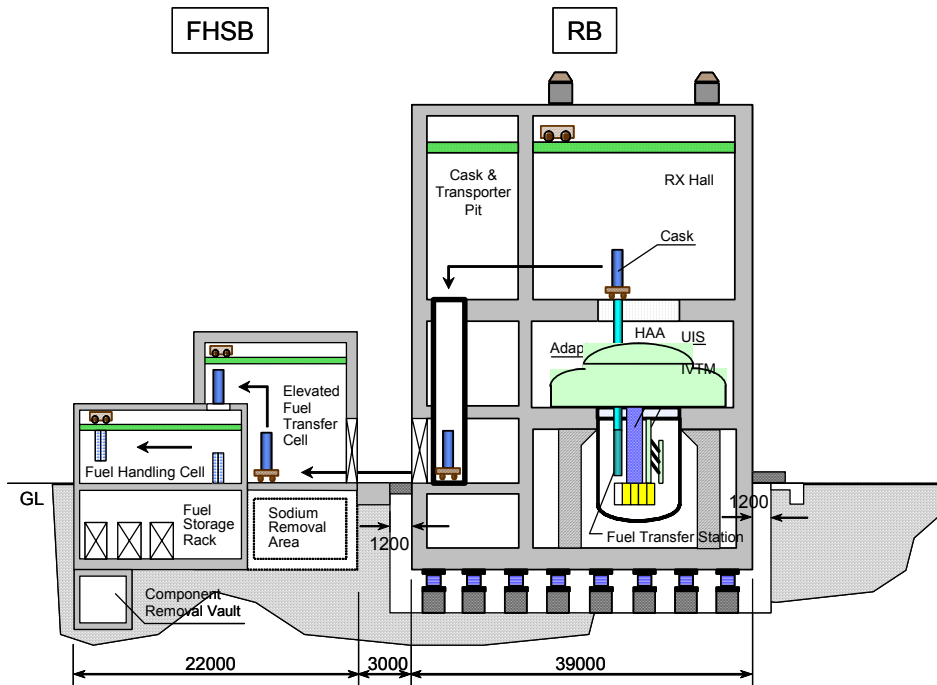 FHSB
RB
Cask &
Transporter
Pit
RX Hall
Cask
HAA
UIS
Adap
IVTM
Elevated
Fuel
Transfer
Cell
Fuel Handling Cell
GL
Fuel
Storage
Rack
Sodium
Removal
Area
1200
1200
Fuel Transfer Station
Component
Removal Vault
22000
3000
39000